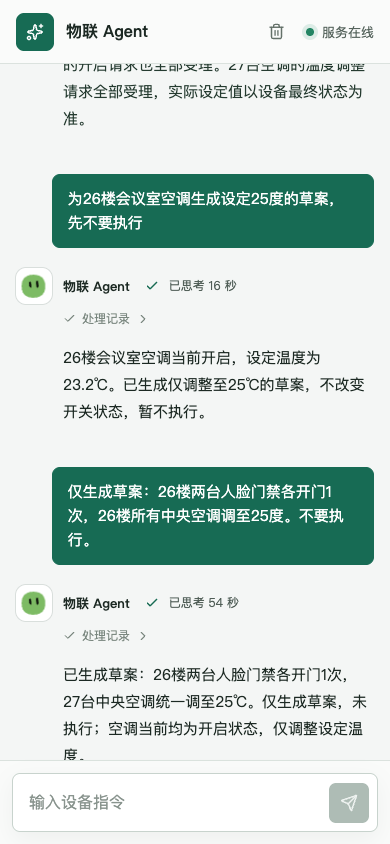 物联 Agent
服务在线
的开启请求也全部受理。27台空调的温度调整
请求全部受理，实际设定值以设备最终状态为
准。
为26楼会议室空调生成设定25度的草案，
先不要执行
物联 Agent 已思考 16 秒
处理记录
26楼会议室空调当前开启，设定温度为
23.2℃。已生成仅调整至25℃的草案，不改变
开关状态，暂不执行。
仅生成草案：26楼两台人脸门禁各开门1
次，26楼所有中央空调调至25度。不要执
行。
物联 Agent 已思考 54 秒
处理记录
已生成草案：26楼两台人脸门禁各开门1次，
27台中央空调统一调至25℃。仅生成草案，未
执行；空调当前均为开启状态，仅调整设定温
度。
输入设备指令